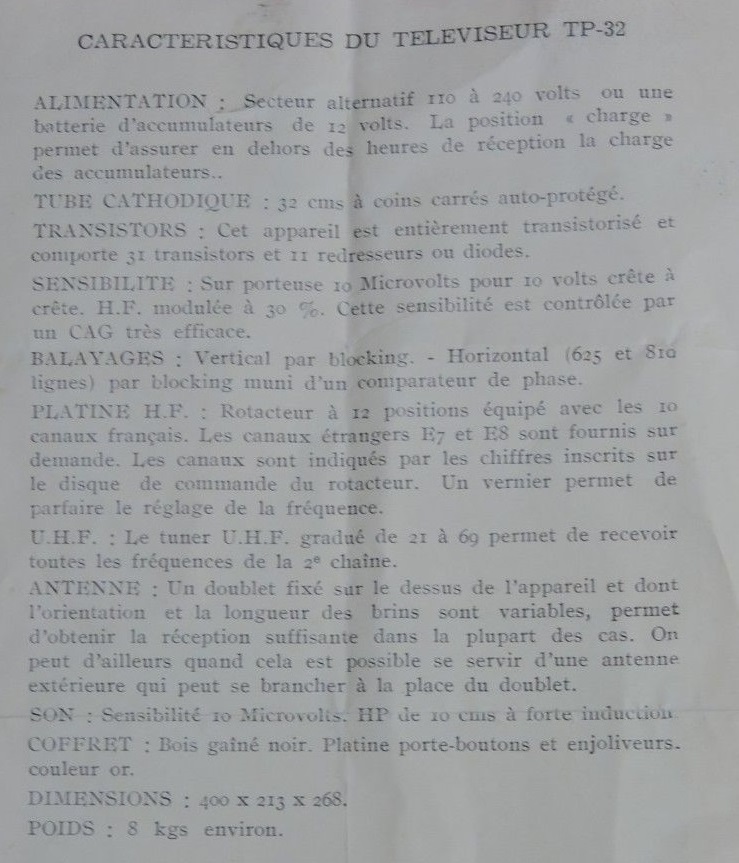 CARACTERISTIQUES DU TELEVISEUR TP-32
ALIMENTATION : Secteur alternatif 110 à 240 volts ou une
batterie d'accumulateurs de 12 volts. La position « charge »
permet d'assurer en dehors des heures de réception la charge
des accumulateurs..
TUBE CATHODIQUE : 32 cms à coins carrés auto-protégé.
TRANSISTORS : Cet appareil est entièrement transistorisé et
comporte 31 transistors et 11 redresseurs ou diodes.
SENSIBILITE : Sur porteuse 10 Microvolts pour 10 volts crête à
crête. H.F. modulée à 30 %. Cette sensibilité est contrôlée par
un CAG très efficace.
BALAYAGES : Vertical par blocking. - Horizontal (625 et 819
lignes) par blocking muni d'un comparateur de phase.
PLATINE H.F. : Rotacteur à 12 positions équipé avec les 10
canaux français. Les canaux étrangers E7 et E8 sont fournis sur
demande. Les canaux sont indiqués par les chiffres inscrits sur
le disque de commande du rotacteur. Un vernier permet de
parfaire le réglage de la fréquence.
U.H.F. : Le tuner U.H.F. gradué de 21 à 69 permet de recevoir
toutes les fréquences de la 2e chaîne.
ANTENNE : Un doublet fixé sur le dessus de l'appareil et dont
l'orientation et la longueur des brins sont variables, permet
d'obtenir la réception suffisante dans la plupart des cas. On
peut d'ailleurs quand cela est possible se servir d'une antenne
extérieure qui peut se brancher à la place du doublet.
SON : Sensibilité 10 Microvolts. HP de 10 cms à forte induction
COFFRET : Bois gaîné noir. Platine porte-boutons et enjoliveurs.
couleur or.
DIMENSIONS : 400 x 213 x 268.
POIDS : 8 kgs environ.